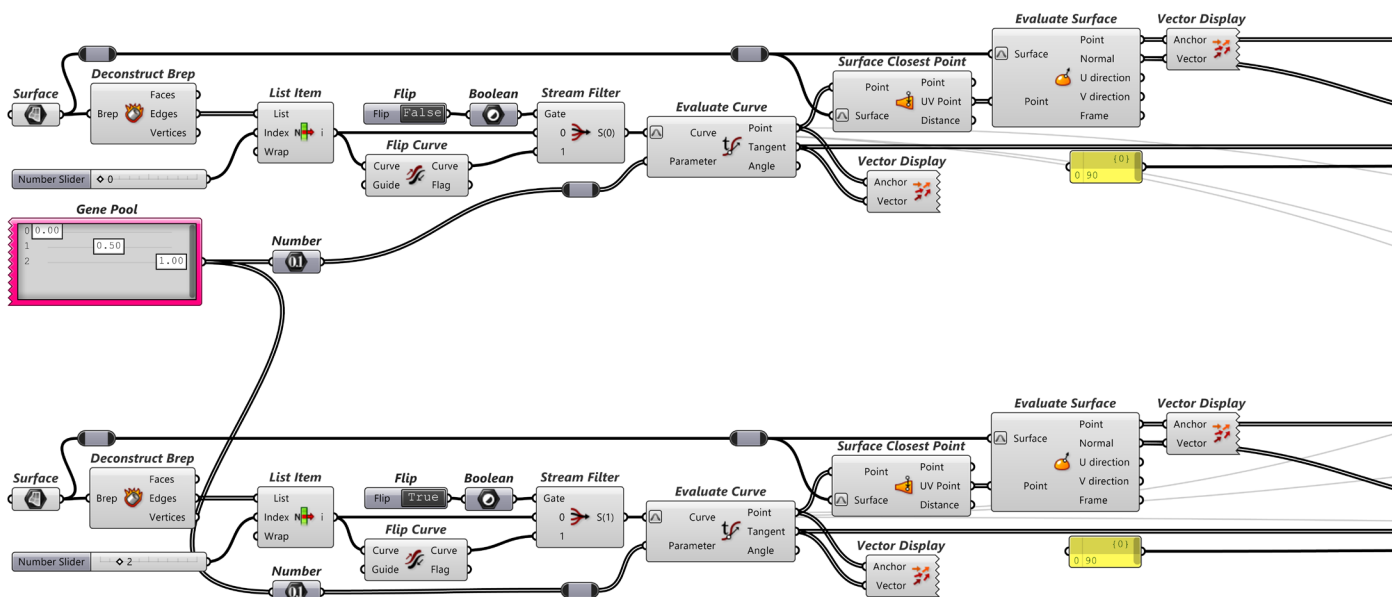 Evaluate Surface
Vector Display
Point
Anchor
Surface
Normal
Vector
Surface Closest Point
Deconstruct Brep
U direction
Point
Point
V direction
Surface
List Item
Flip
Boolean
Stream Filter
UV Point
Point
Faces
Evaluate Curve
Surface
Distance
Frame
Brep
Edges
List
Flip False
Gate
Vertices
Index N i
0 S(0)
Curve
Point
Wrap
Flip Curve
1
Tangent
Vector Display
{0}
Curve Curve
Parameter
Angle
0 90
Number Slider 0
Guide Flag
Anchor
Vector
Gene Pool
0 0.00
1 0.50
2 1.00
Number
0.1
Evaluate Surface
Vector Display
Point
Anchor
Surface
Normal
Vector
Surface Closest Point
Deconstruct Brep
U direction
Point
Point
V direction
Surface
List Item
Flip
Boolean
Stream Filter
UV Point
Point
Faces
Evaluate Curve
Surface
Distance
Frame
Brep
Edges
List
Flip True
Gate
Vertices
Index N i
0 S(1)
Curve
Point
Wrap
Flip Curve
1
Tangent
Vector Display
{0}
Curve Curve
Parameter
Angle
0 90
Number Slider 2
Guide Flag
Anchor
Number
Vector
0.1